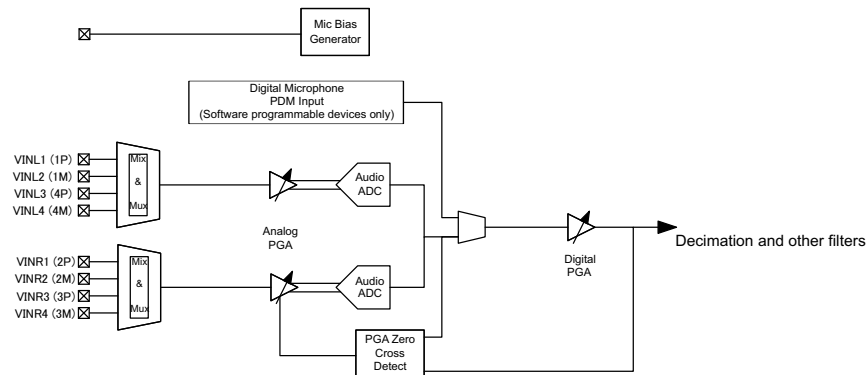 Mic Bias
Generator
Digital Microphone
PDM Input
(Software programmable devices only)
VINL1 (1P)
VINL2 (1M)
VINL3 (4P)
VINL4 (4M)
Mix
&
Mux
Audio
ADC
Analog
PGA
VINR1 (2P)
VINR2 (2M)
VINR3 (3P)
VINR4 (3M)
Mix
&
Mux
Audio
ADC
Digital
PGA
Decimation and other filters
PGA Zero
Cross
Detect